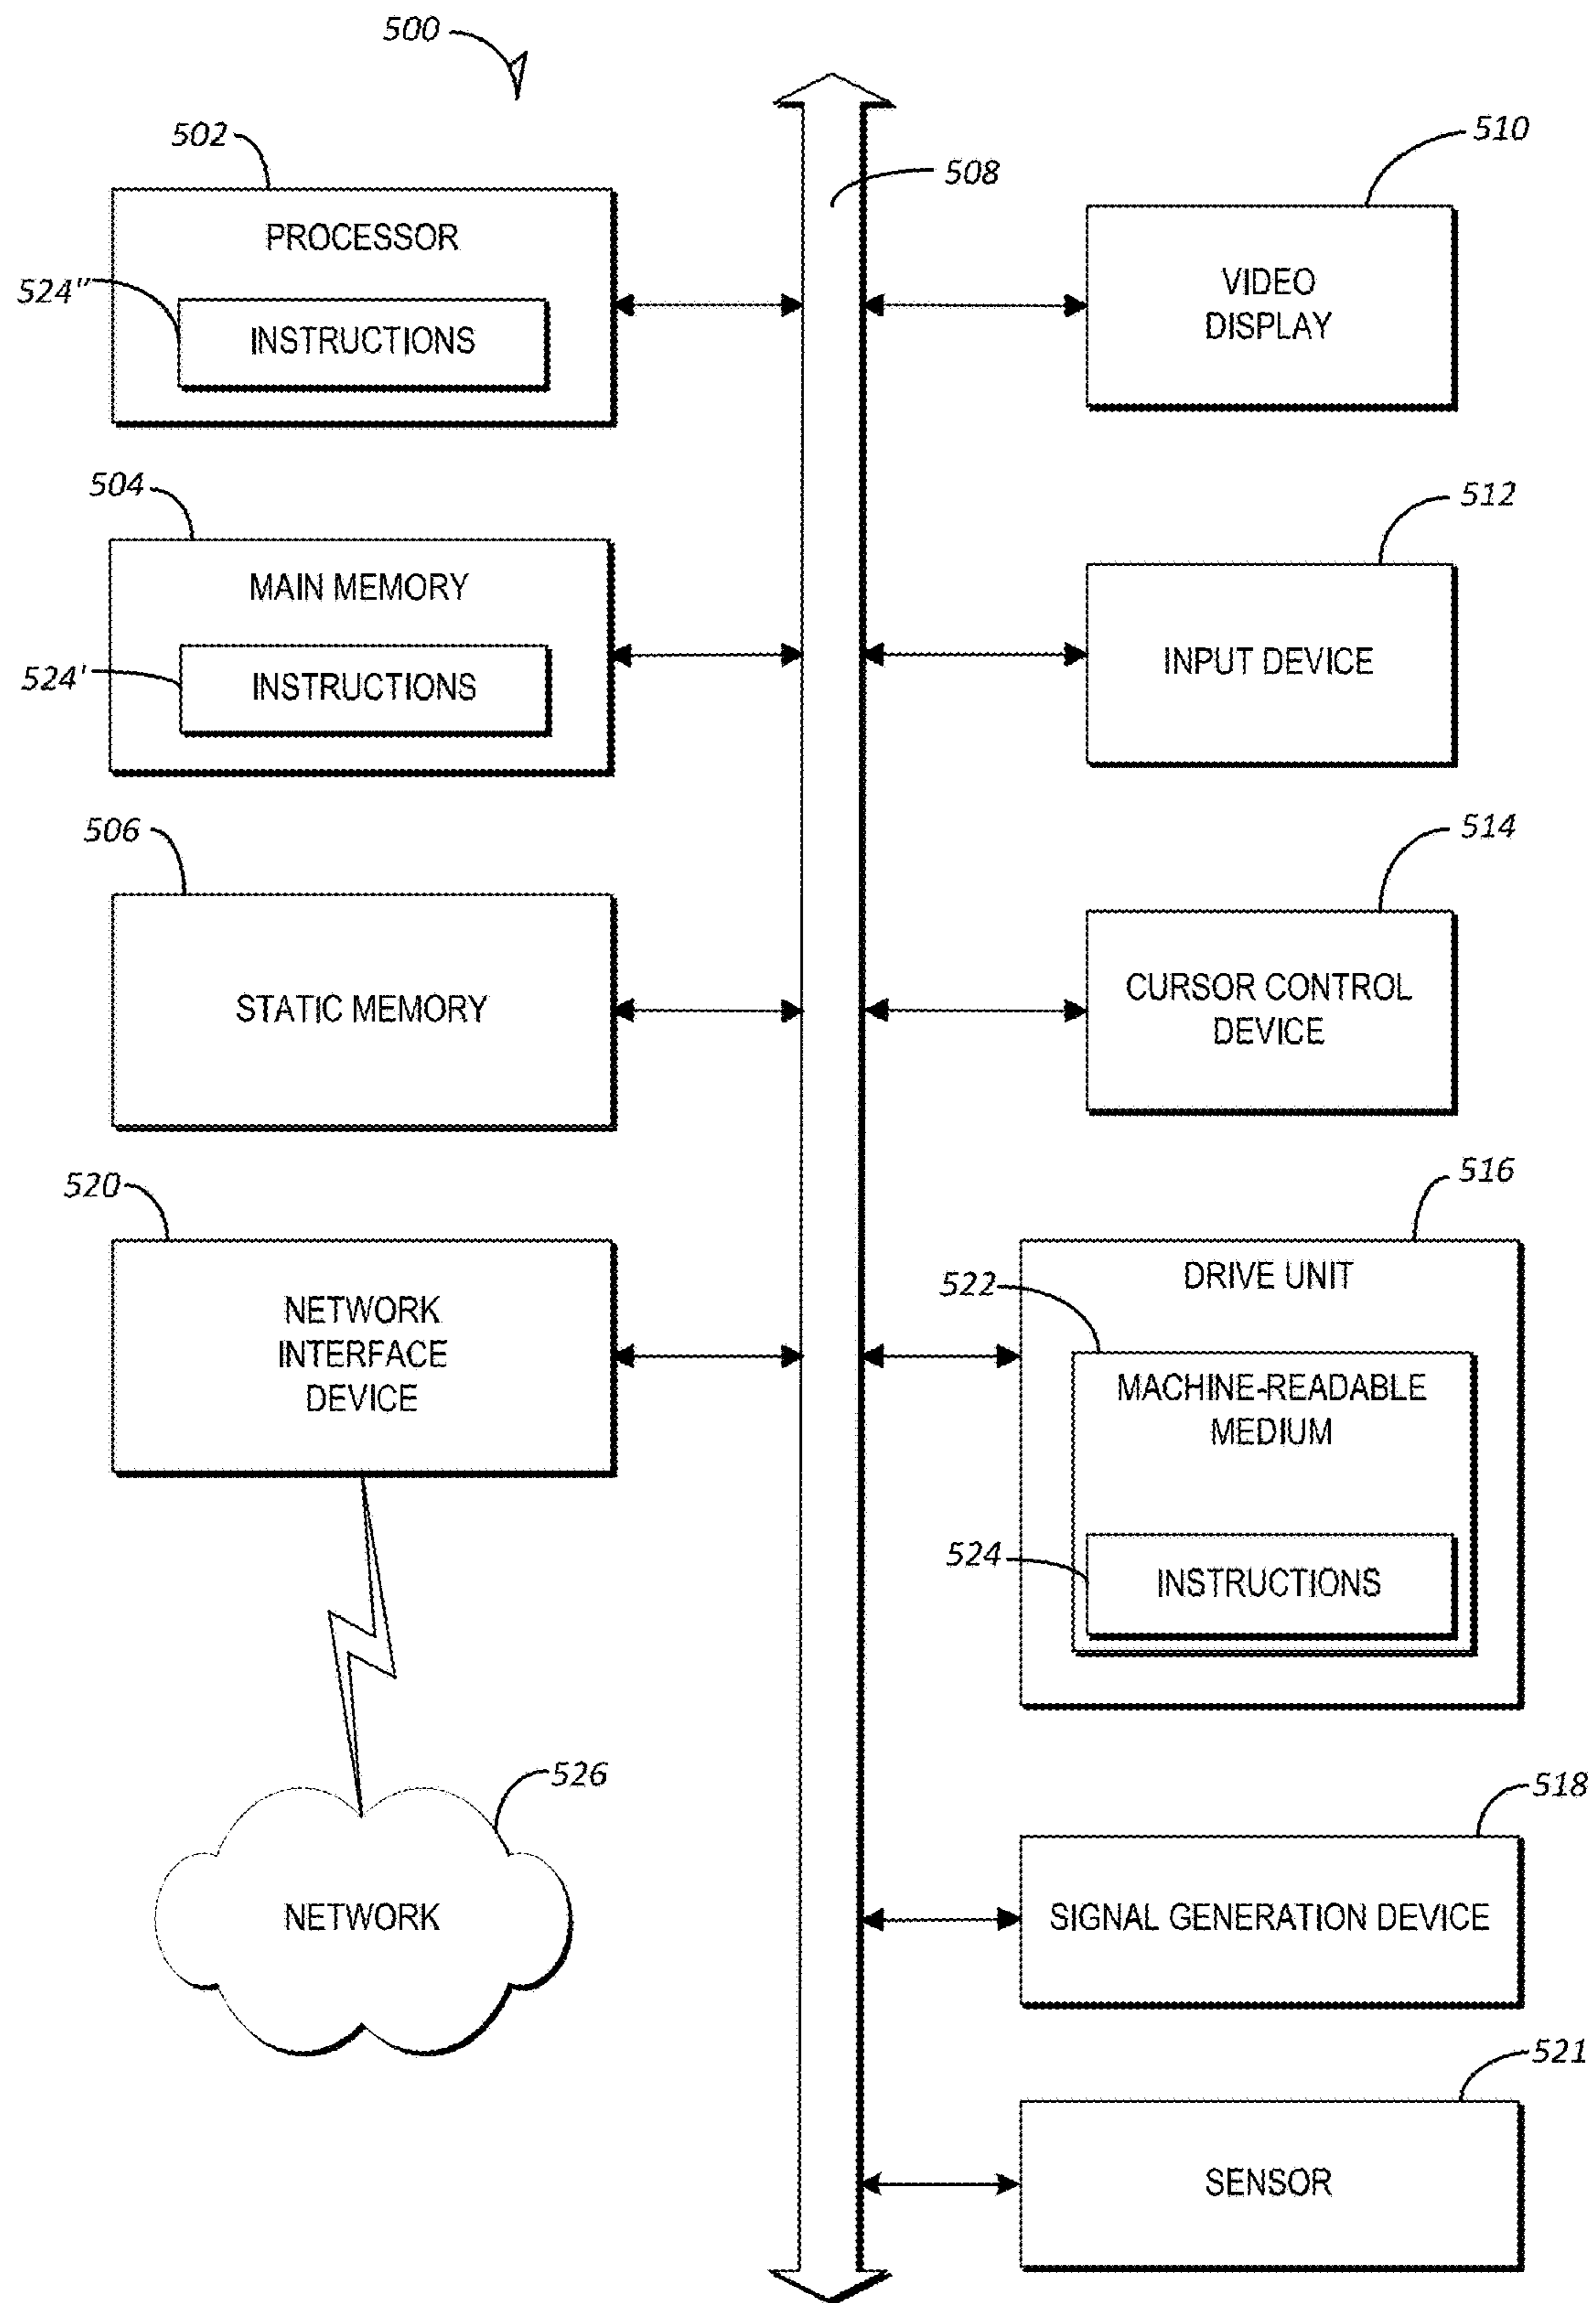 500
502
PROCESSOR
524''
INSTRUCTIONS
504
MAIN MEMORY
524'
INSTRUCTIONS
506
STATIC MEMORY
520
NETWORK
INTERFACE
DEVICE
526
NETWORK
508
510
VIDEO
DISPLAY
512
INPUT DEVICE
514
CURSOR CONTROL
DEVICE
516
DRIVE UNIT
522
MACHINE-READABLE
MEDIUM
524
INSTRUCTIONS
518
SIGNAL GENERATION DEVICE
521
SENSOR